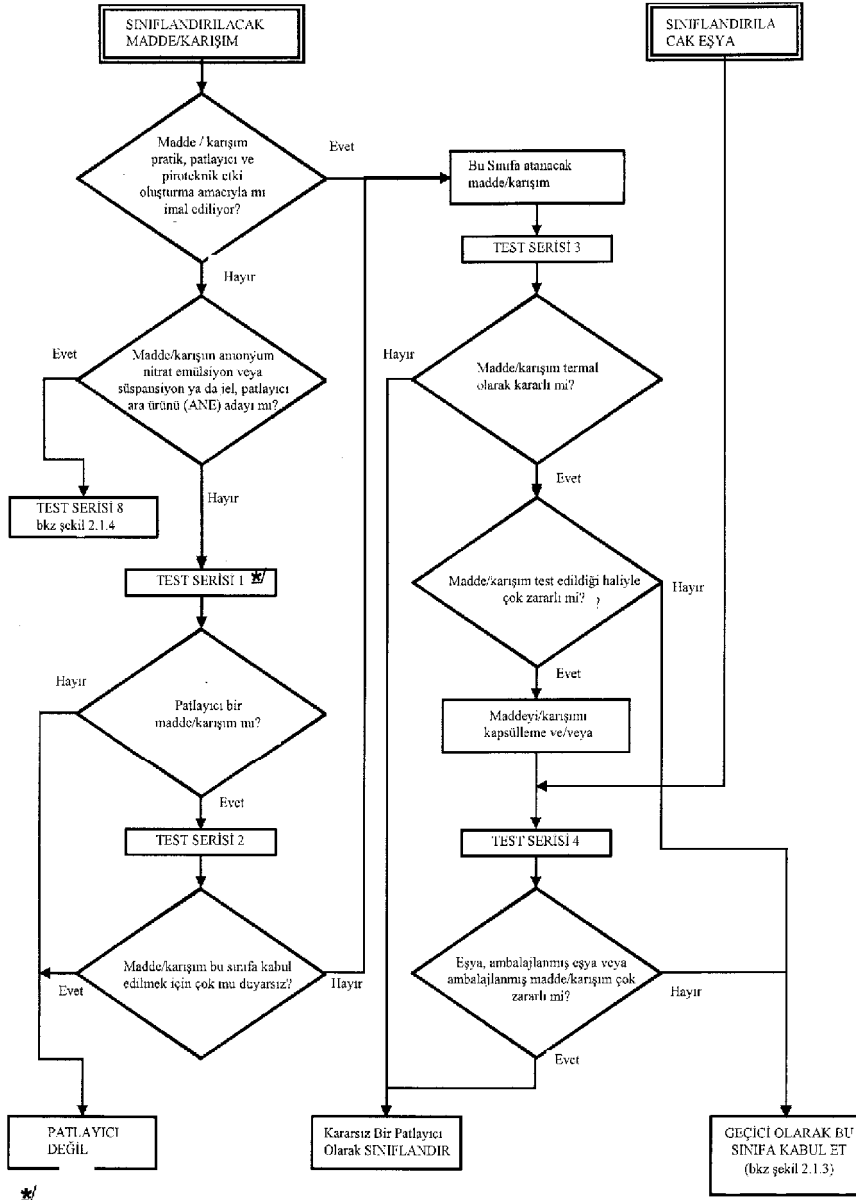 SINIFLANDIRILACAK
MADDE/KARIŞIM
SINIFLANDIRILA
CAK EŞYA
Madde / karışım
pratik, patlayıcı ve
piroteknik etki
oluşturma amacıyla mı
imal ediliyor?
Evet
Hayır
Bu Sınıfa atanacak
madde/karışım
TEST SERİSİ 3
Madde/karışım amonyum
nitrat emülsiyon veya
süspansiyon ya da jel, patlayıcı
ara ürünü (ANE) adayı mı?
Evet
Hayır
TEST SERİSİ 8
bkz şekil 2.1.4
Madde/karışım termal
olarak kararlı mi?
Hayır
Evet
TEST SERİSİ 1 */
Madde/karışım test edildiği haliyle
çok zararlı mi? ?
Hayır
Evet
Patlayıcı bir
madde/karışım mı?
Hayır
Evet
Maddeyi/karışımı
kapsülleme ve/veya
TEST SERİSİ 2
TEST SERİSİ 4
Madde/karışım bu sınıfa kabul
edilmek için çok mu duyarsız?
Evet
Hayır
Eşya, ambalajlanmış eşya veya
ambalajlanmış madde/karışım çok
zararlı mi?
Hayır
Evet
PATLAYICI
DEĞİL
Kararsız Bir Patlayıcı
Olarak SINIFLANDIR
GEÇİCİ OLARAK BU
SINIFA KABUL ET
(bkz şekil 2.1.3)
*/